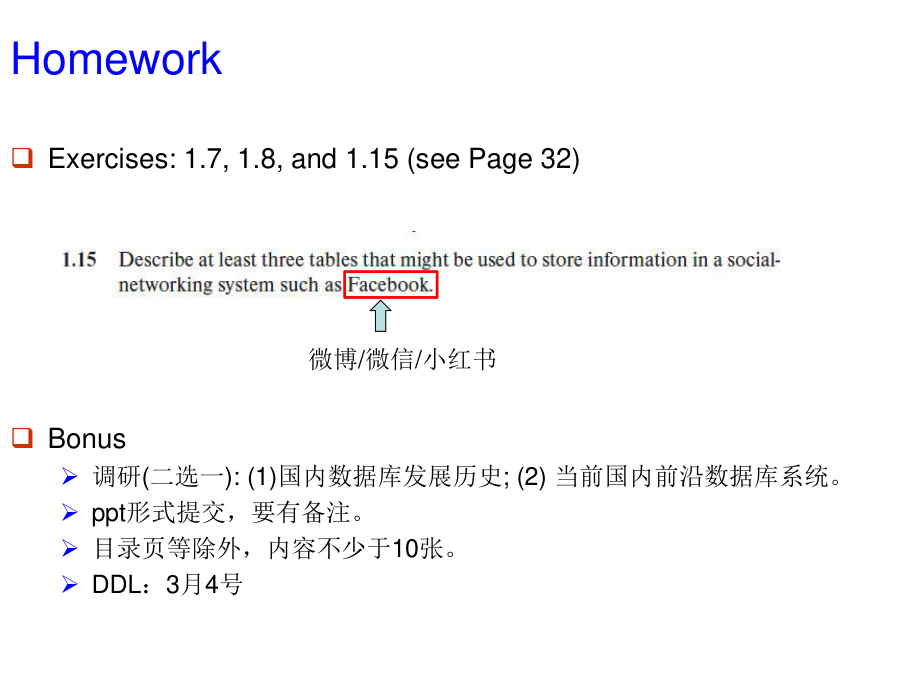 Homework
Exercises: 1.7, 1.8, and 1.15 (see Page 32)
1.15 Describe at least three tables that might be used to store information in a social-
networking system such as Facebook.
微博/微信/小红书
Bonus
调研(二选一): (1)国内数据库发展历史; (2) 当前国内前沿数据库系统。
ppt形式提交，要有备注。
目录页等除外，内容不少于10张。
DDL：3月4号